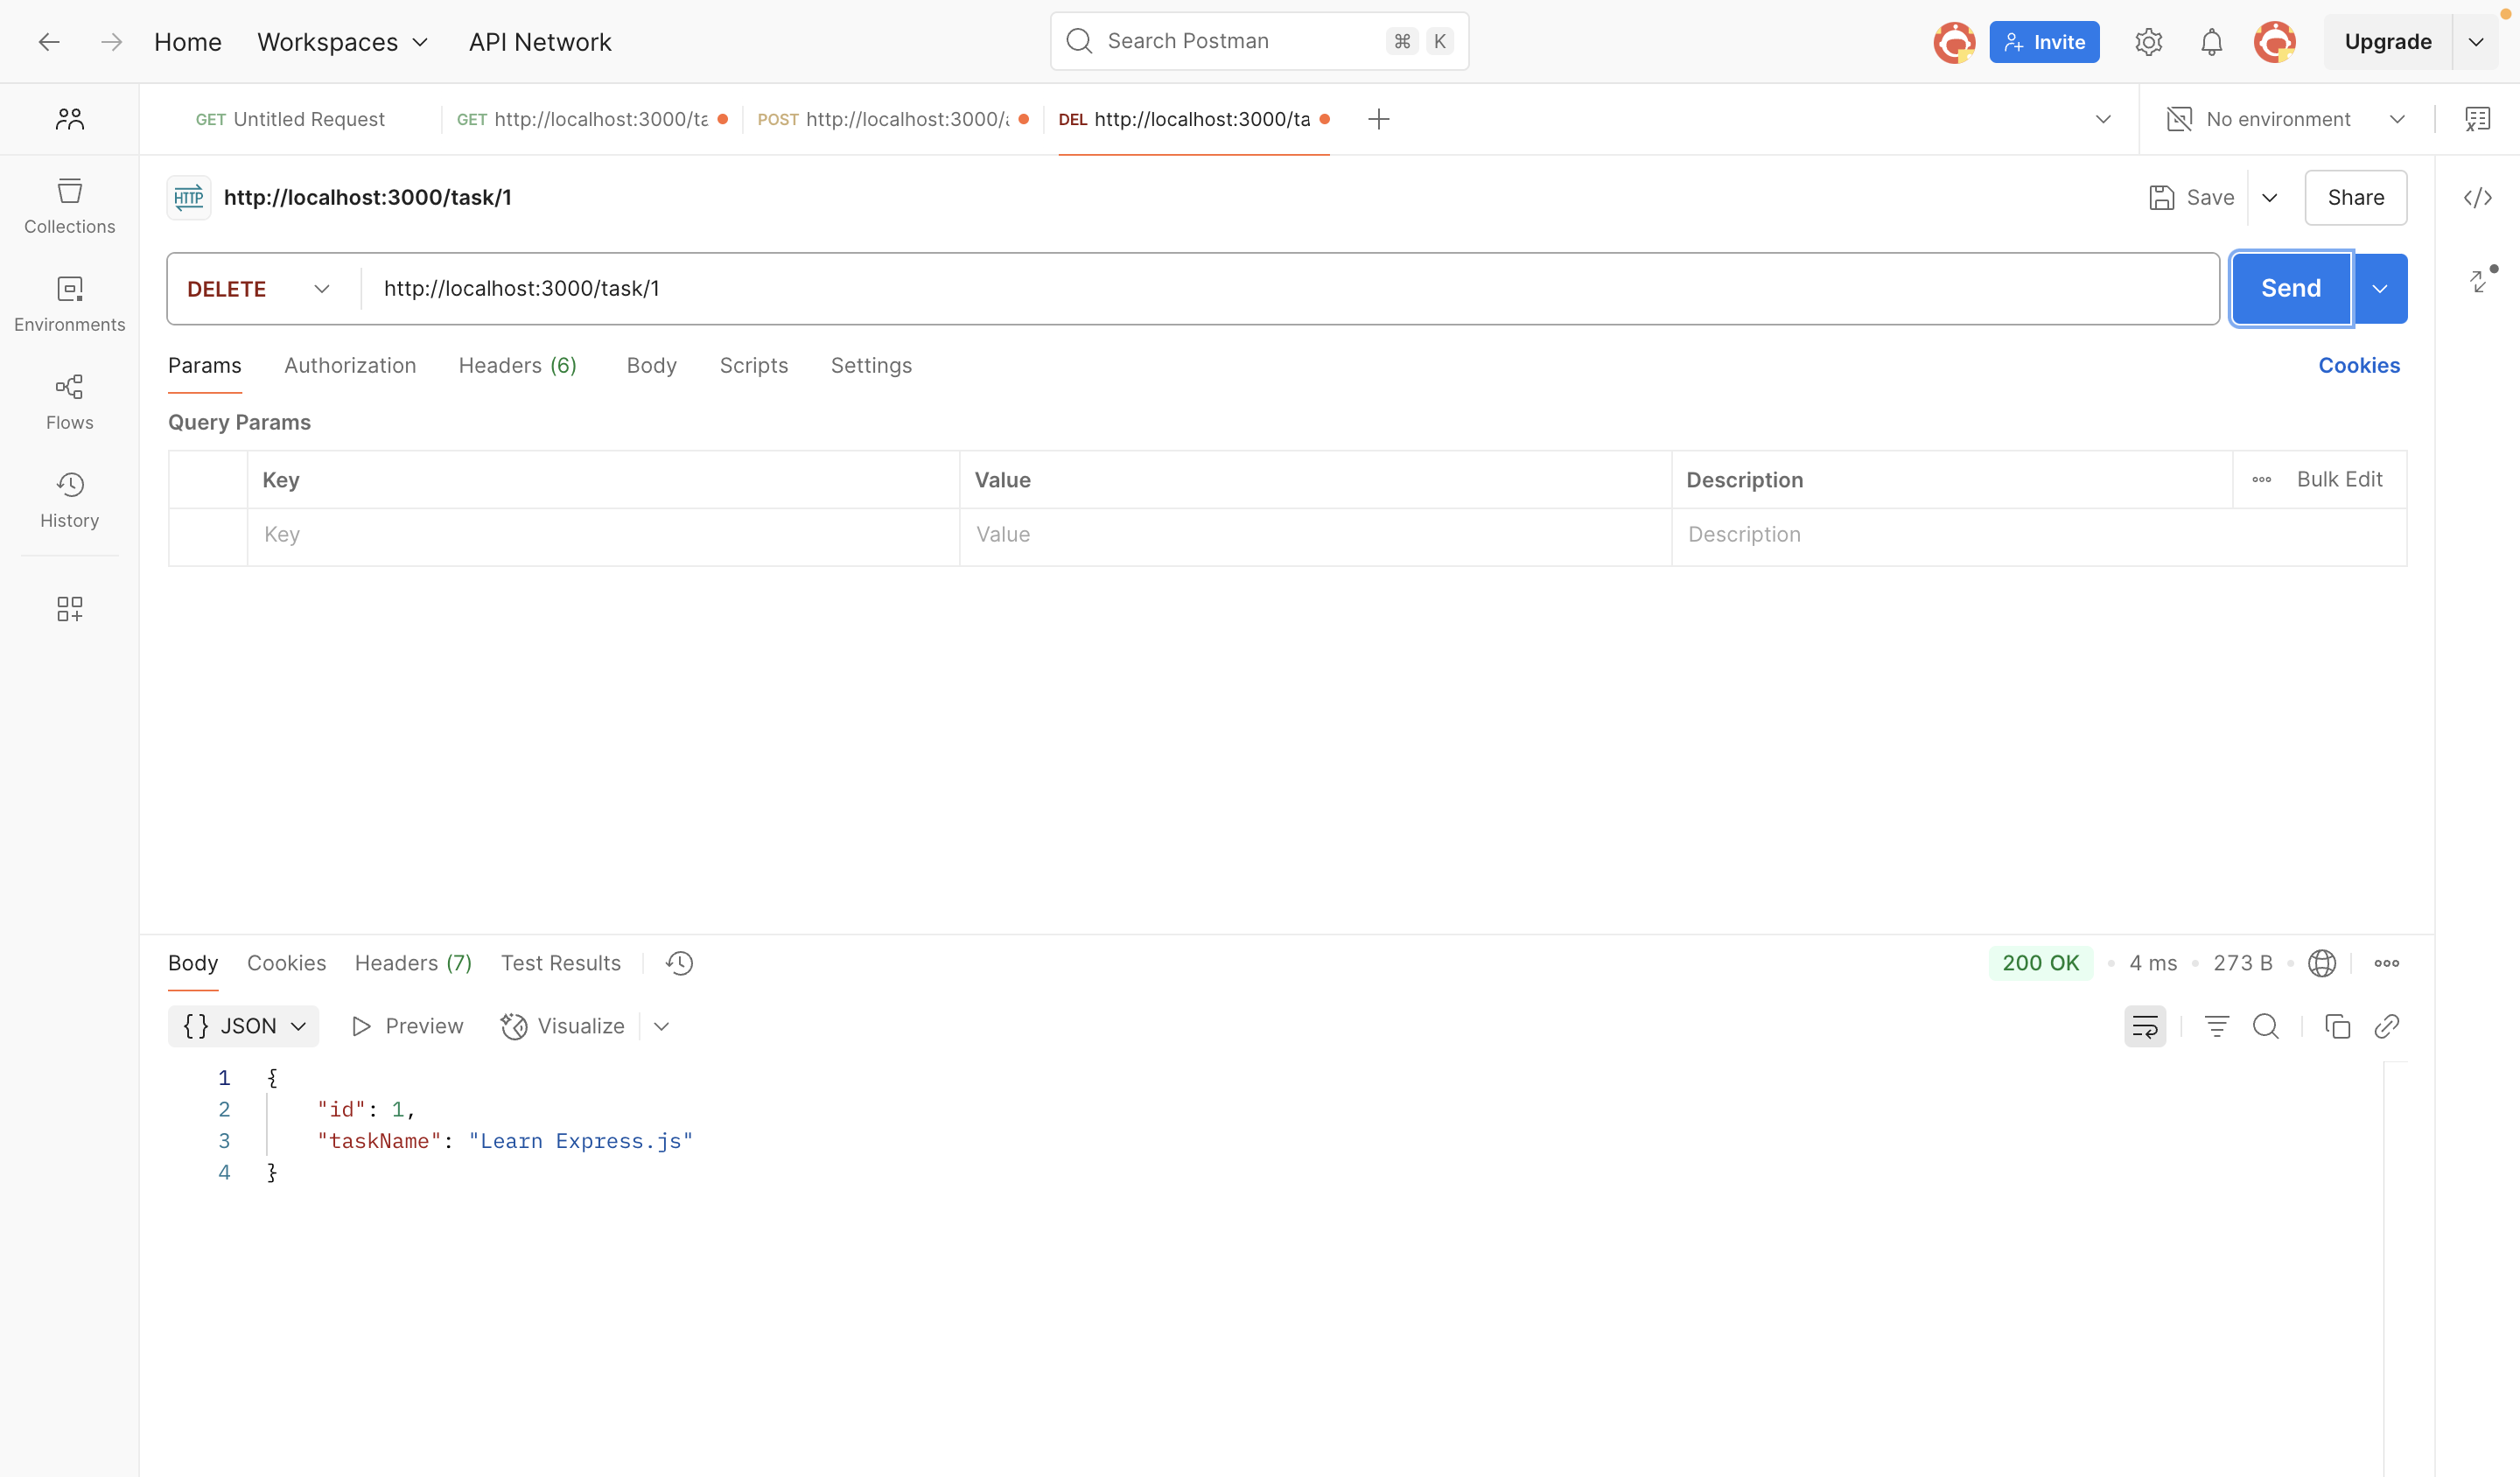 Home Workspaces API Network Search Postman ⌘ K Invite Upgrade
GET Untitled Request GET http://localhost:3000/ta POST http://localhost:3000/a DEL http://localhost:3000/ta No environment
HTTP http://localhost:3000/task/1 Save Share
Collections
DELETE http://localhost:3000/task/1 Send
Environments
Params Authorization Headers (6) Body Scripts Settings Cookies
Flows
Query Params
Key Value Description Bulk Edit
History
Key Value Description
Body Cookies Headers (7) Test Results 200 OK 4 ms 273 B
{} JSON Preview Visualize
1 {
2 "id": 1,
3 "taskName": "Learn Express.js"
4 }